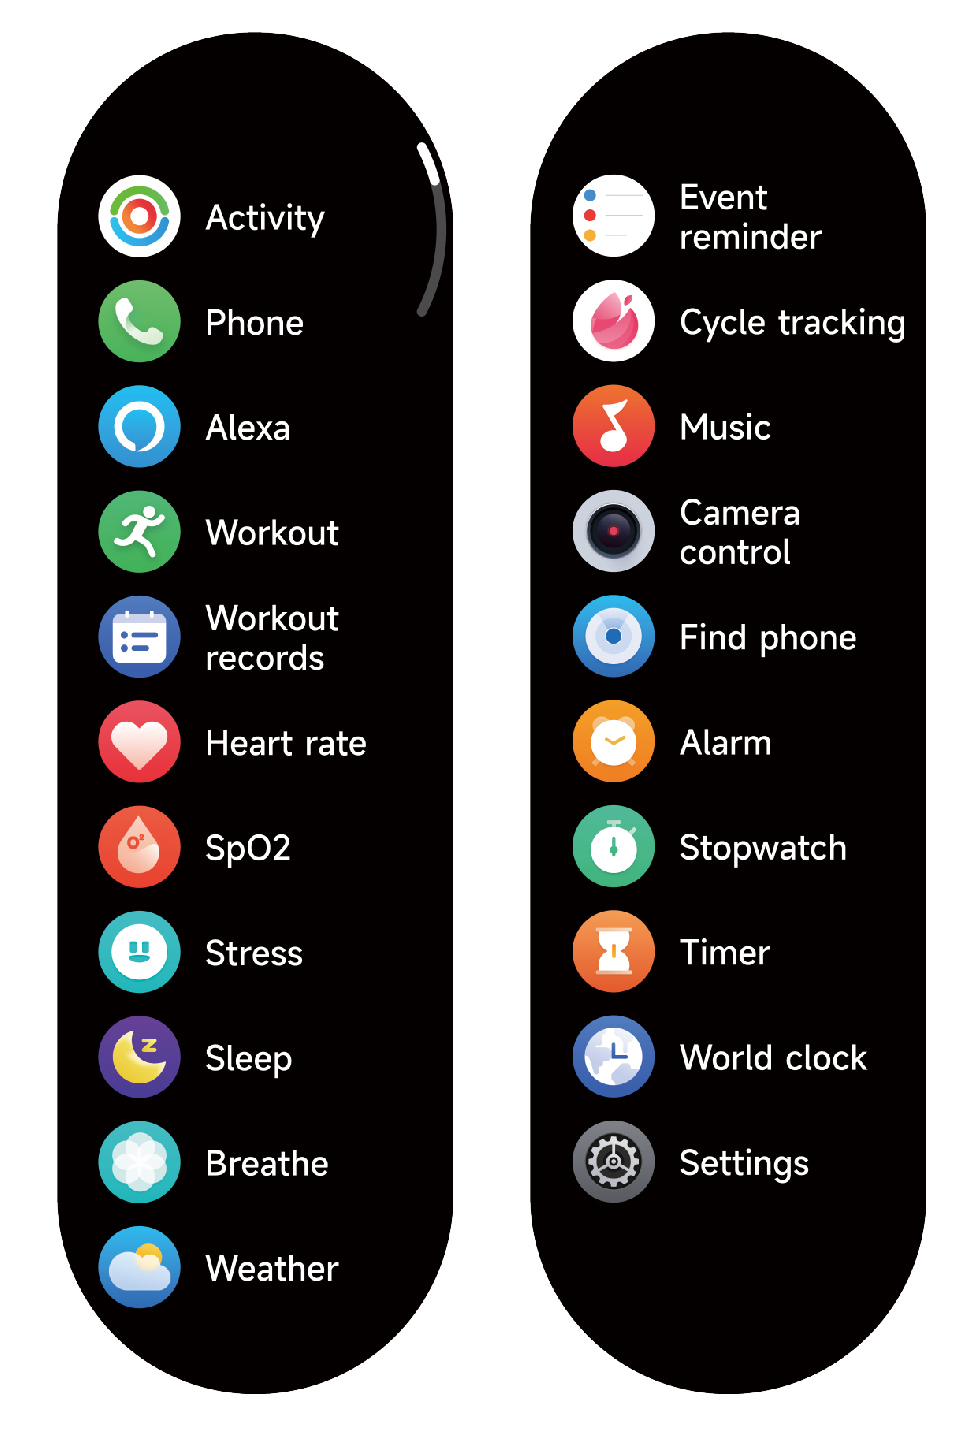 Activity
Phone
Alexa
Workout
Workout
records
Heart rate
O2
SpO2
Stress
Z
Sleep
Breathe
Weather
Event
reminder
Cycle tracking
Music
Camera
control
Find phone
Alarm
Stopwatch
Timer
World clock
Settings